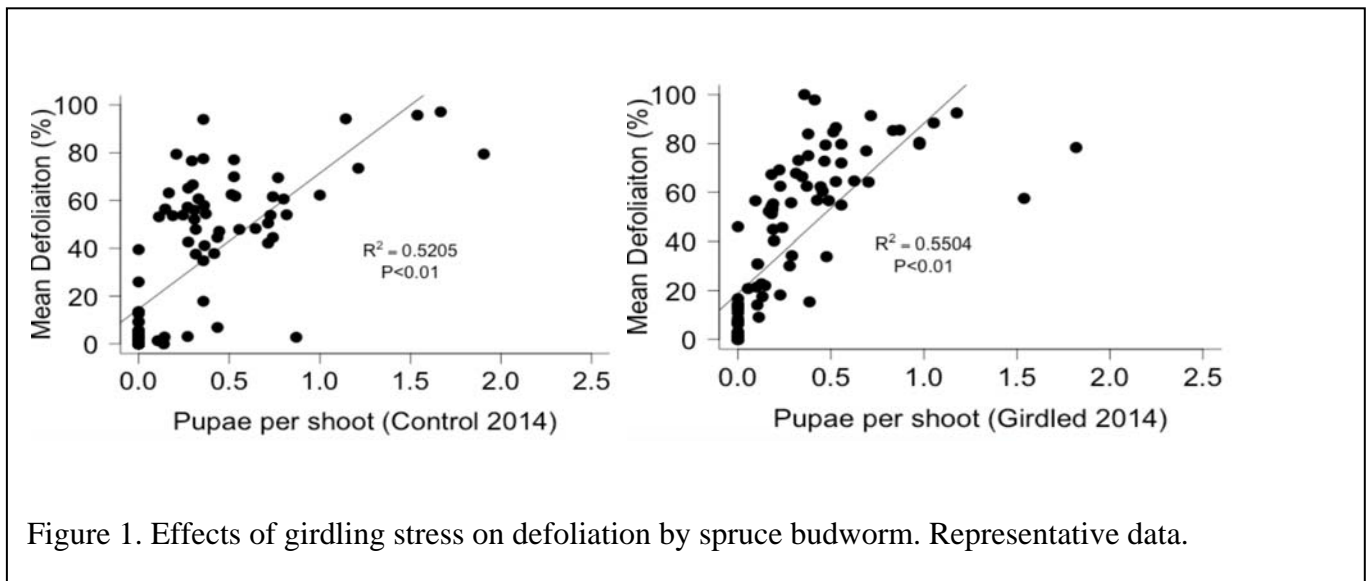 100
80
60
40
20
0
Mean Defoliaiton (%)
R² = 0.5205
P<0.01
0.0 0.5 1.0 1.5 2.0 2.5
Pupae per shoot (Control 2014)
100
80
60
40
20
0
Mean Defoliation (%)
R² = 0.5504
P<0.01
0.0 0.5 1.0 1.5 2.0 2.5
Pupae per shoot (Girdled 2014)
Figure 1. Effects of girdling stress on defoliation by spruce budworm. Representative data.